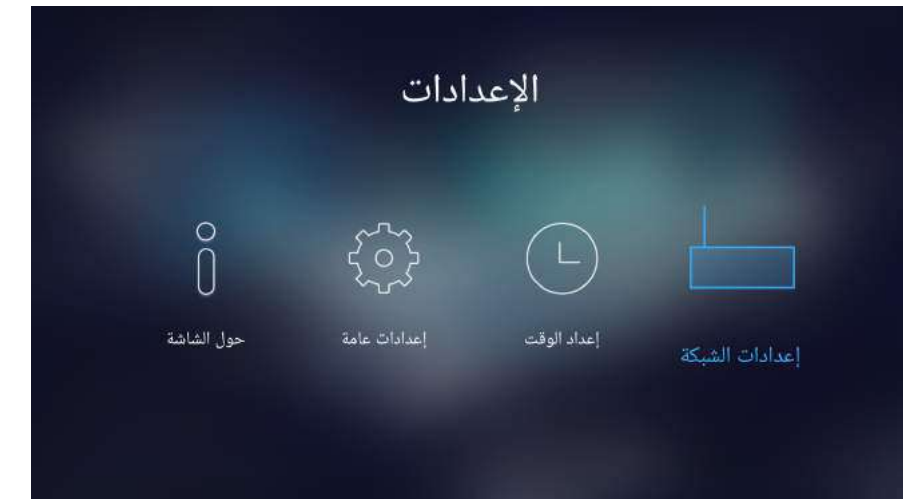 الإعدادات
إعدادات الشبكة
إعداد الوقت
إعدادات عامة
حول الشاشة